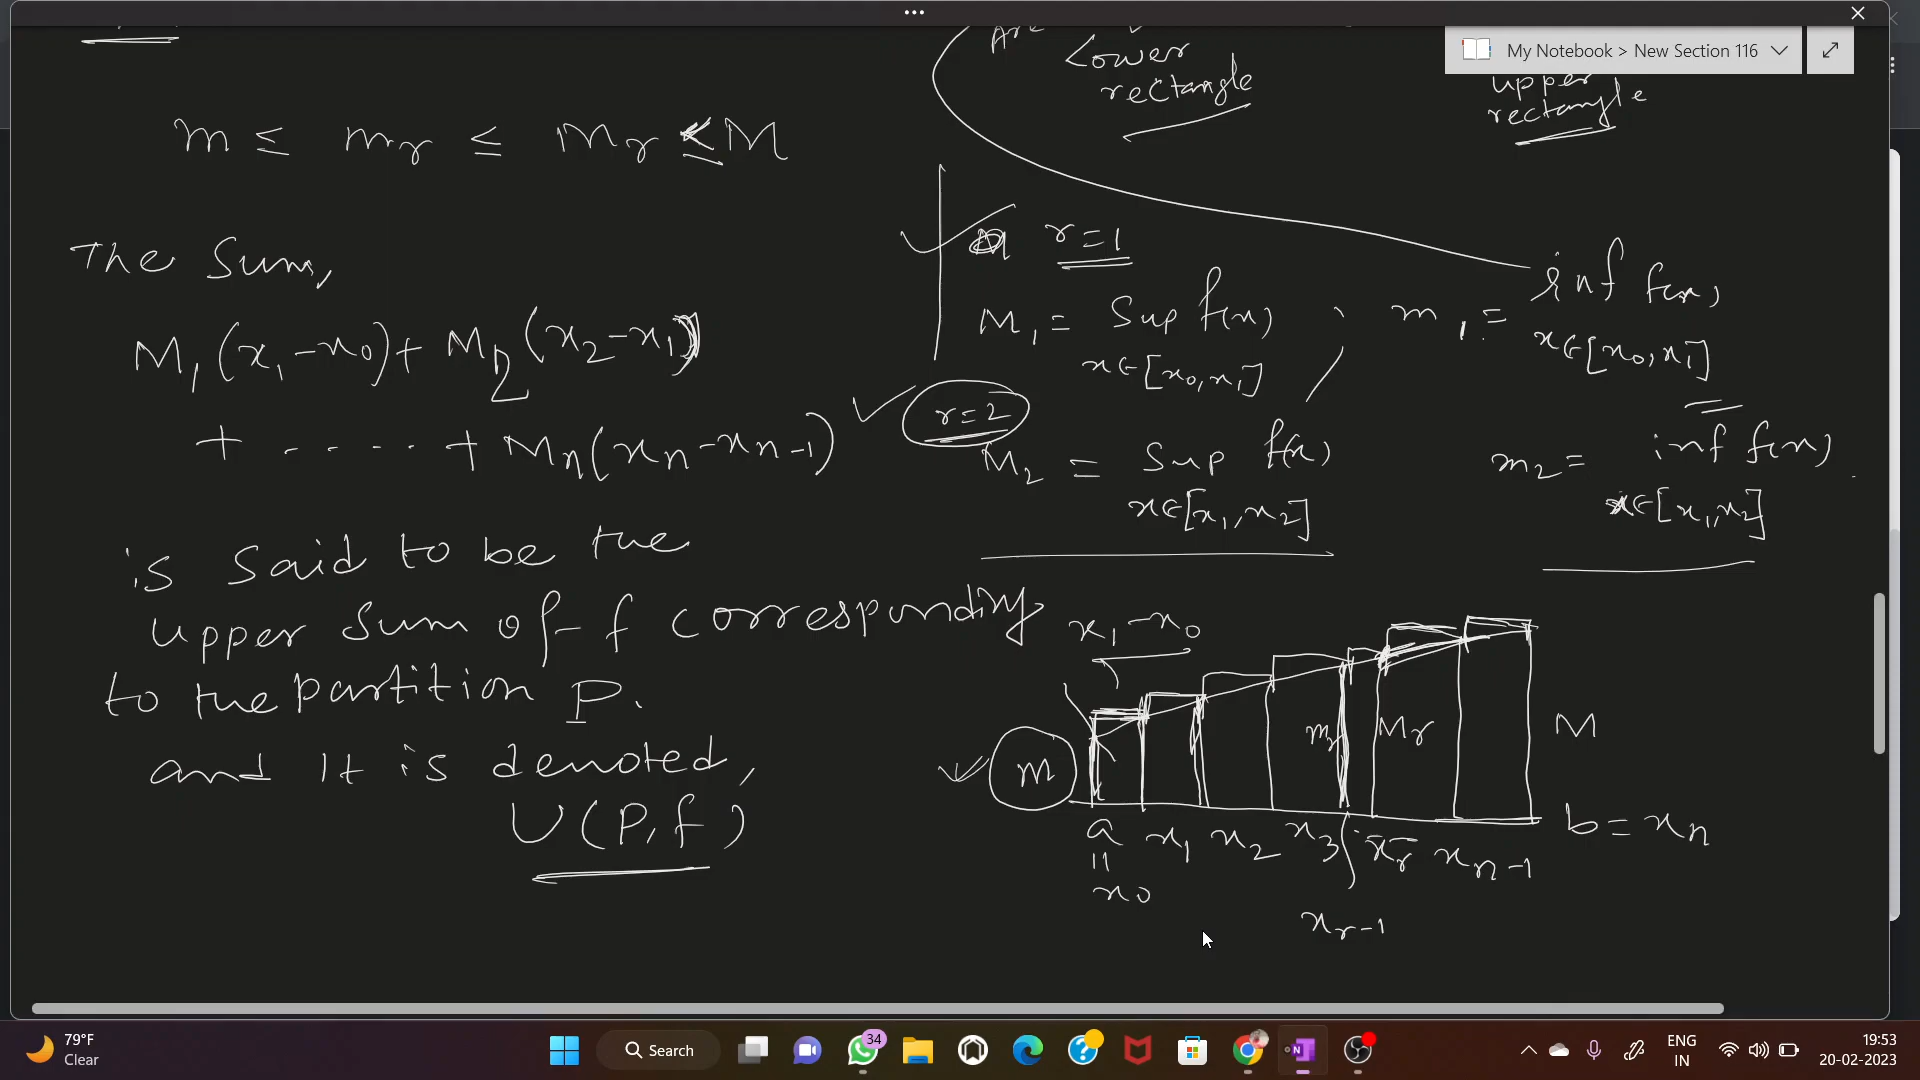 My Notebook > New Section 116
Lower
rectangle
upper
rectangle
m ≤ mr ≤ Mr ≤ M
The Sum,
M1(x1-x0) + M2(x2-x1)
+ ..... + Mn(xn-xn-1)
is said to be the
upper sum of f corresponding
to the partition P.
and it is denoted,
U(P,f)
r=1
M1 = Sup f(x) , m1 = inf f(x)
x∈[x0,x1] x∈[x0,x1]
r=2
M2 = Sup f(x) m2 = inf f(x)
x∈[x1,x2] x∈[x1,x2]
x1-x0
m mr Mr M
a x1 x2 x3 xr xn-1 b = xn
11
x0
xr-1
79°F
Clear
Search
34
ENG
IN
19:53
20-02-2023